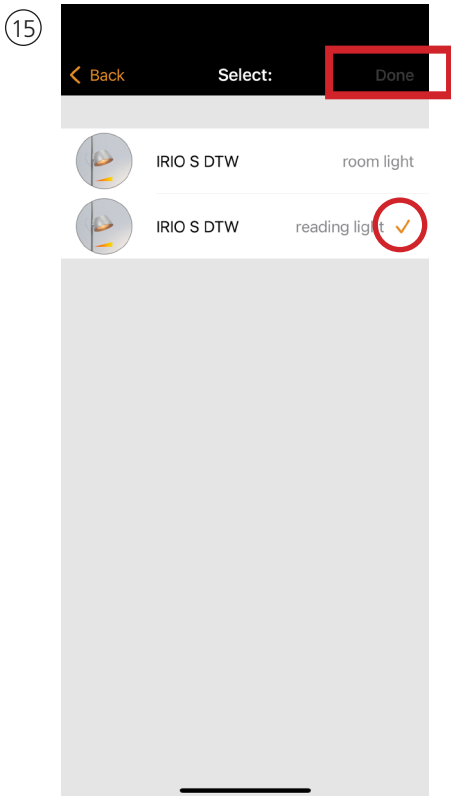 15
Back Select: Done
IRIO S DTW room light
IRIO S DTW reading light